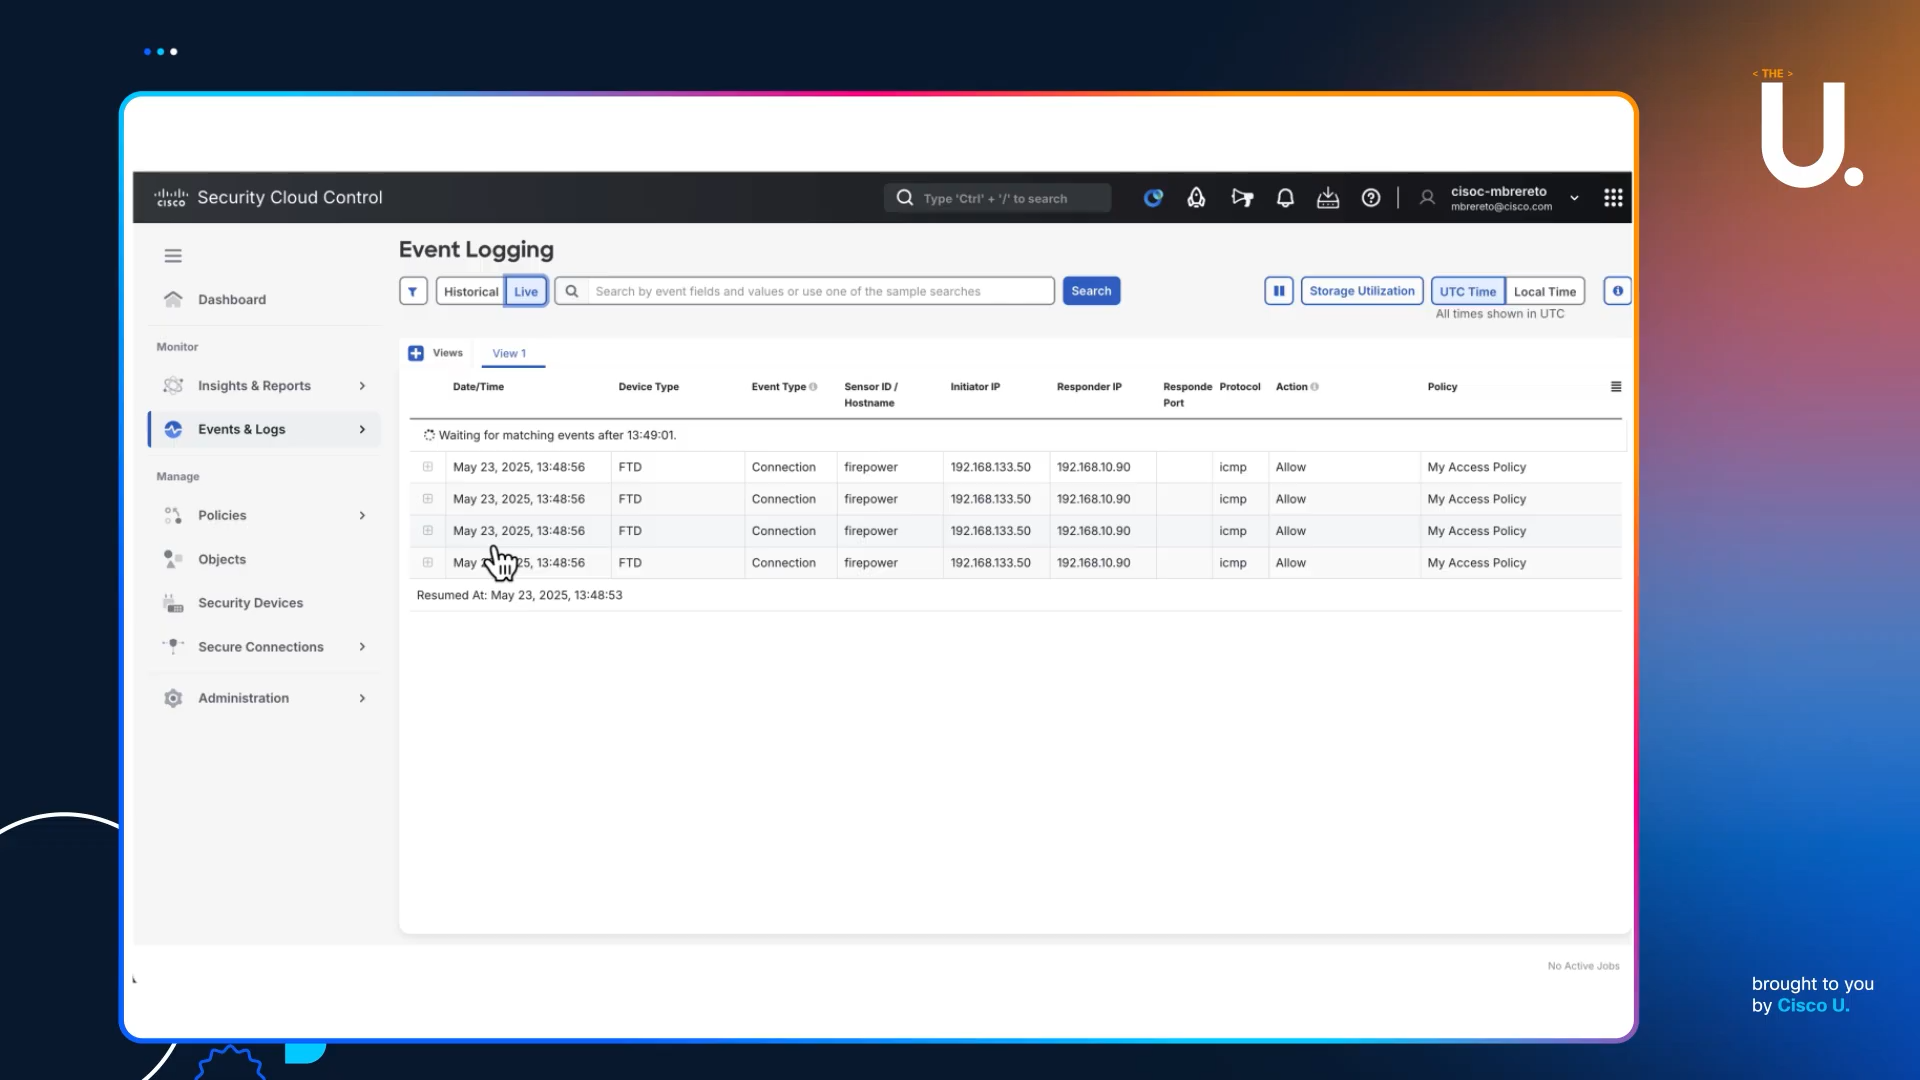 < THE >
U.
cisco Security Cloud Control
Type 'Ctrl' + '/' to search
cisoc-mbrereto
mbrereto@cisco.com
Event Logging
Historical Live Search by event fields and values or use one of the sample searches Search Storage Utilization UTC Time Local Time
All times shown in UTC
Dashboard
Monitor
Insights & Reports
Events & Logs
Manage
Policies
Objects
Security Devices
Secure Connections
Administration
Views View 1
Date/Time Device Type Event Type Sensor ID / Hostname Initiator IP Responder IP Responde Port Protocol Action Policy
Waiting for matching events after 13:49:01.
May 23, 2025, 13:48:56 FTD Connection firepower 192.168.133.50 192.168.10.90 icmp Allow My Access Policy
May 23, 2025, 13:48:56 FTD Connection firepower 192.168.133.50 192.168.10.90 icmp Allow My Access Policy
May 23, 2025, 13:48:56 FTD Connection firepower 192.168.133.50 192.168.10.90 icmp Allow My Access Policy
May 25, 13:48:56 FTD Connection firepower 192.168.133.50 192.168.10.90 icmp Allow My Access Policy
Resumed At: May 23, 2025, 13:48:53
No Active Jobs
brought to you
by Cisco U.